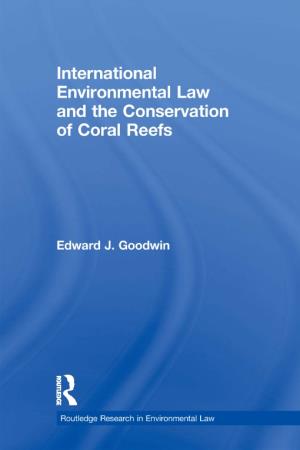 International
Environmental Law
and the Conservation
of Coral Reefs
Edward J. Goodwin
ROUTLEDGE
Routledge Research in Environmental Law